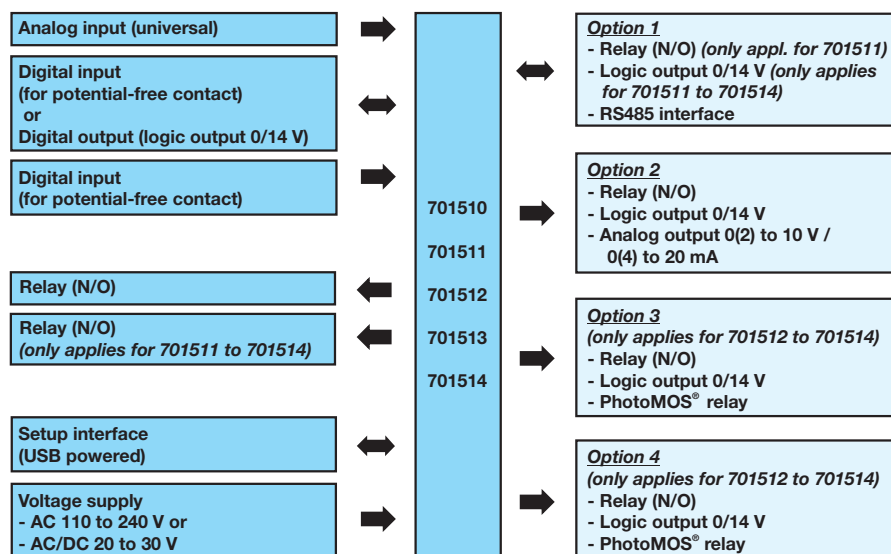 Analog input (universal)
Digital input
(for potential-free contact)
or
Digital output (logic output 0/14 V)
Digital input
(for potential-free contact)
Relay (N/O)
Relay (N/O)
(only applies for 701511 to 701514)
Setup interface
(USB powered)
Voltage supply
- AC 110 to 240 V or
- AC/DC 20 to 30 V
701510
701511
701512
701513
701514
Option 1
- Relay (N/O) (only appl. for 701511)
- Logic output 0/14 V (only applies
for 701511 to 701514)
- RS485 interface
Option 2
- Relay (N/O)
- Logic output 0/14 V
- Analog output 0(2) to 10 V /
0(4) to 20 mA
Option 3
(only applies for 701512 to 701514)
- Relay (N/O)
- Logic output 0/14 V
- PhotoMOS® relay
Option 4
(only applies for 701512 to 701514)
- Relay (N/O)
- Logic output 0/14 V
- PhotoMOS® relay